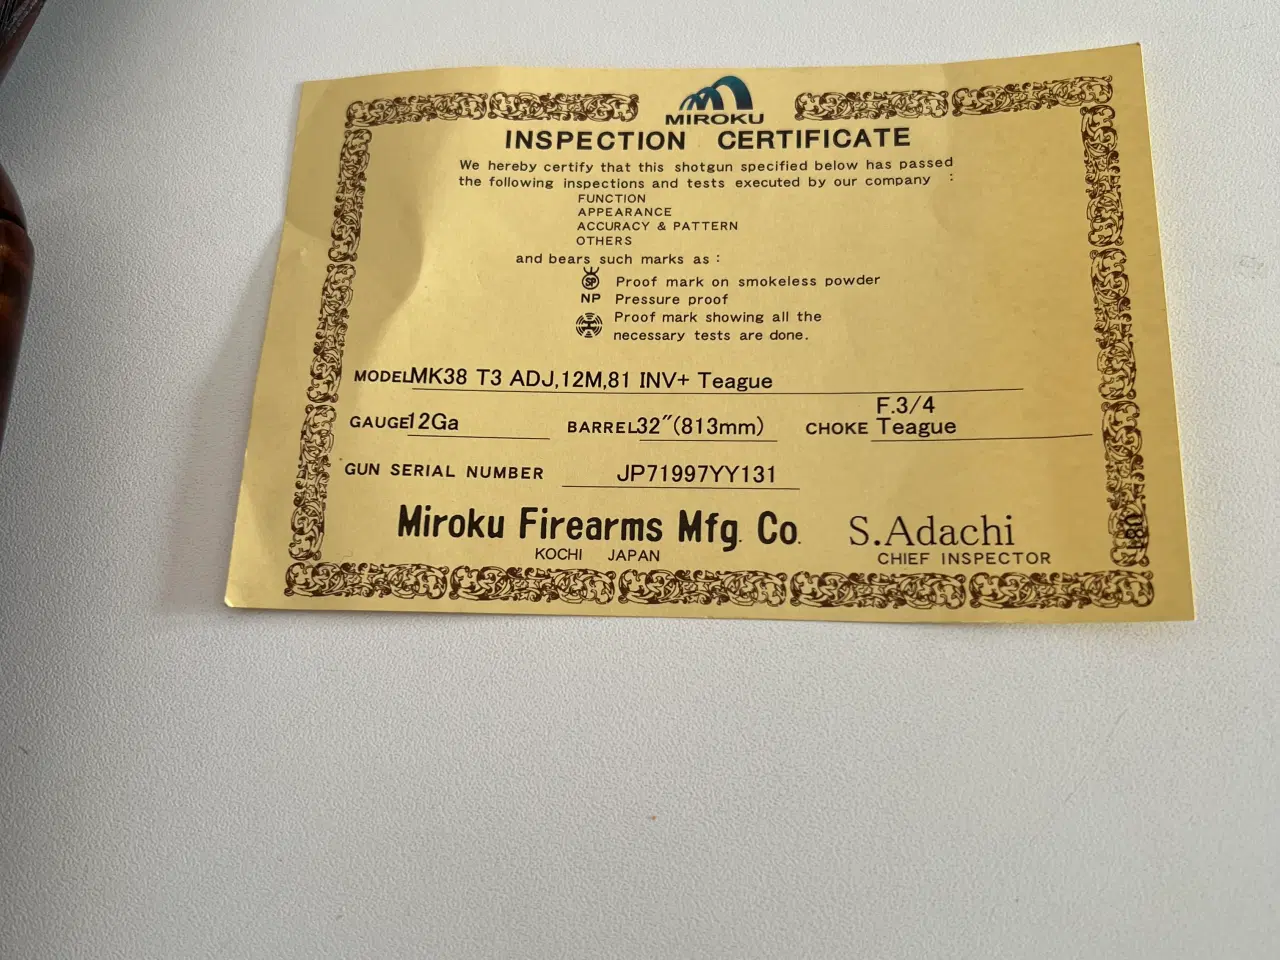 MIROKU
INSPECTION CERTIFICATE
We hereby certify that this shotgun specified below has passed
the following inspections and tests executed by our company :
FUNCTION
APPEARANCE
ACCURACY & PATTERN
OTHERS
and bears such marks as :
SP Proof mark on smokeless powder
NP Pressure proof
Proof mark showing all the
necessary tests are done.
MODEL MK38 T3 ADJ,12M,81 INV+ Teague
F.3/4
GAUGE 12Ga BARREL 32″(813mm) CHOKE Teague
GUN SERIAL NUMBER JP71997YY131
Miroku Firearms Mfg. Co. S.Adachi
KOCHI JAPAN CHIEF INSPECTOR